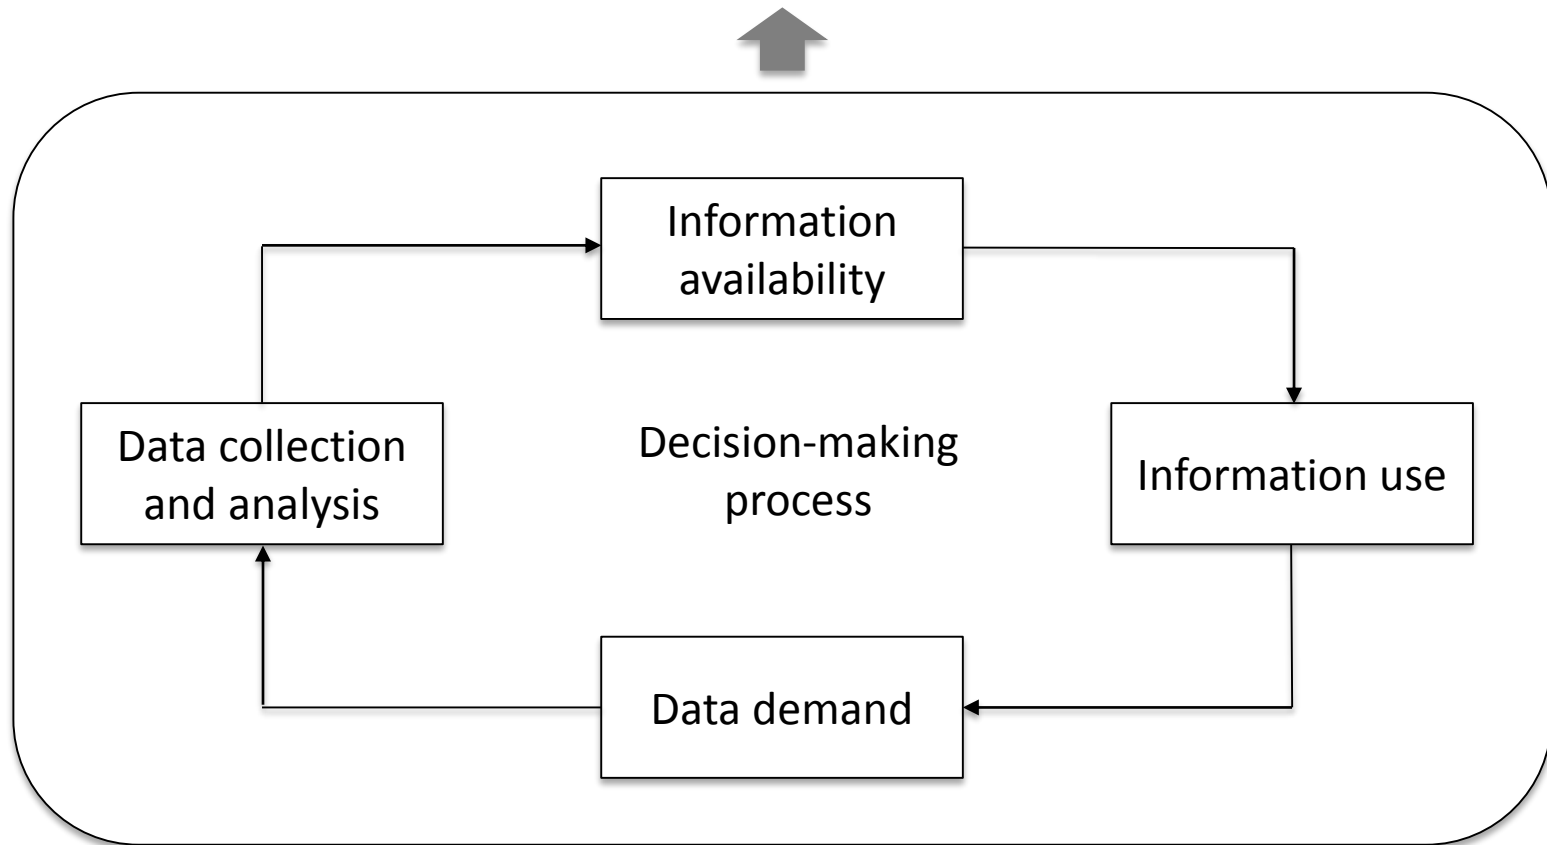 Information
availability
Data collection
and analysis
Decision-making
process
Information use
Data demand